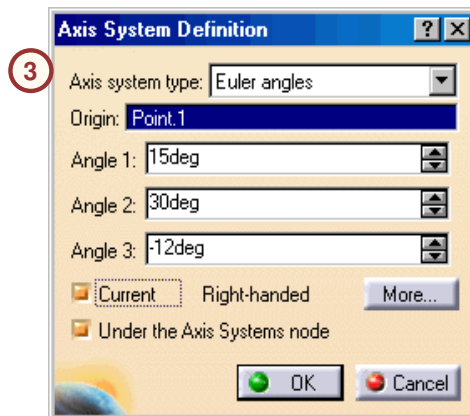 Axis System Definition ? X
3
Axis system type: Euler angles
Origin: Point.1
Angle 1: 15deg
Angle 2: 30deg
Angle 3: -12deg
Current Right-handed More...
Under the Axis Systems node
OK Cancel